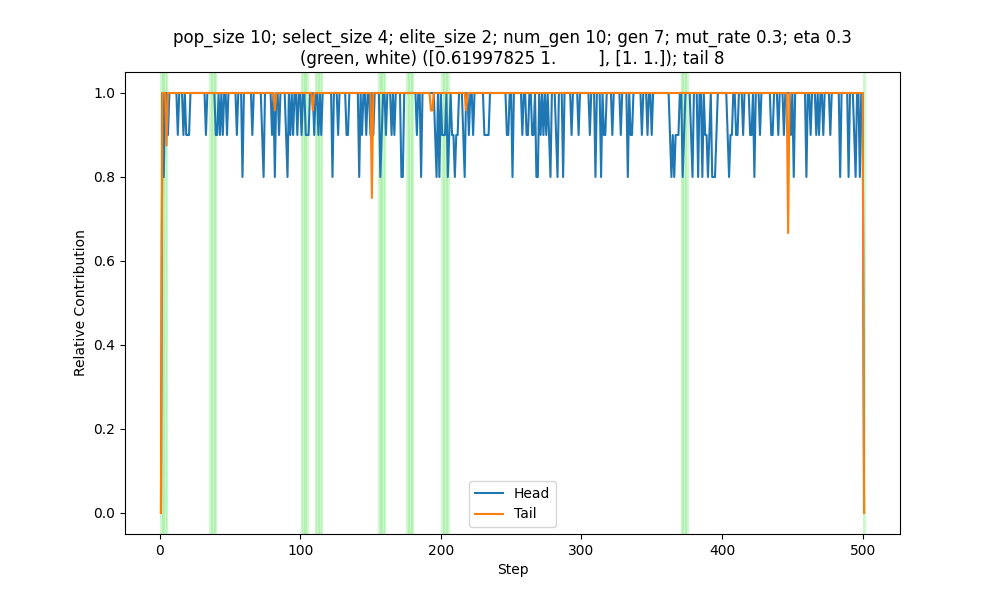 pop_size 10; select_size 4; elite_size 2; num_gen 10; gen 7; mut_rate 0.3; eta 0.3
(green, white) ([0.61997825 1.        ], [1. 1.]); tail 8
1.0
0.8
0.6
0.4
0.2
0.0
Relative Contribution
Head
Tail
0
100
200
300
400
500
Step